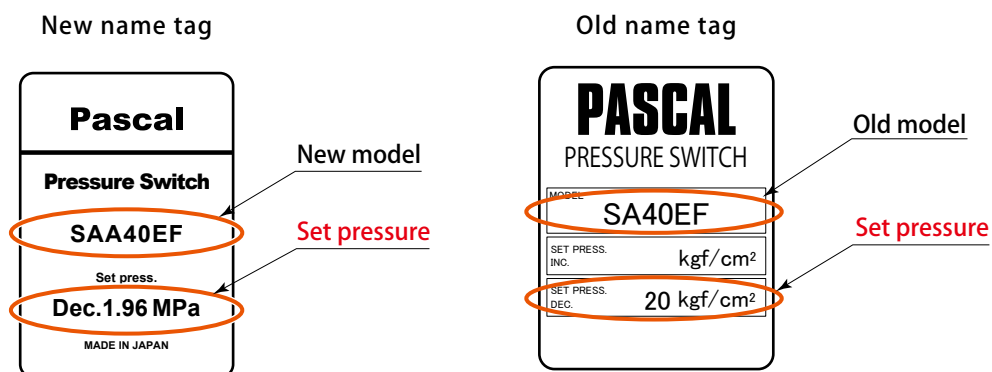 New name tag
Pascal
Pressure Switch
SAA40EF
Set press.
Dec.1.96 MPa
MADE IN JAPAN
New model
Set pressure
Old name tag
PASCAL
PRESSURE SWITCH
MODEL
SA40EF
SET PRESS.
INC.
kgf/cm²
SET PRESS.
DEC.
20 kgf/cm²
Old model
Set pressure